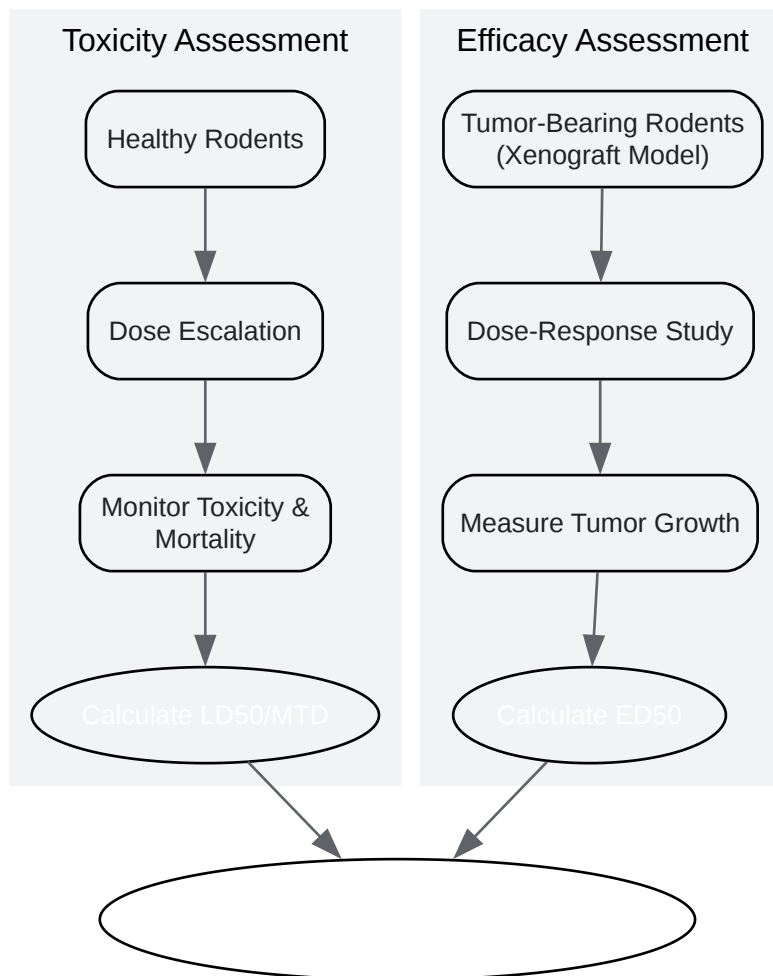 Toxicity Assessment
Efficacy Assessment
Healthy Rodents
Tumor-Bearing Rodents
(Xenograft Model)
Dose Escalation
Dose-Response Study
Monitor Toxicity &
Mortality
Measure Tumor Growth
Calculate LD50/MTD
Calculate ED50